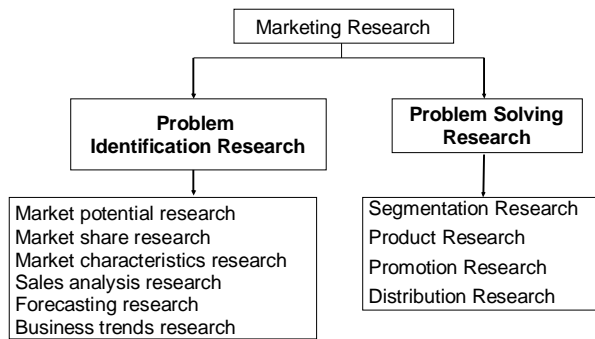 Marketing Research
Problem
Identification Research
Problem Solving
Research
Market potential research
Market share research
Market characteristics research
Sales analysis research
Forecasting research
Business trends research
Segmentation Research
Product Research
Promotion Research
Distribution Research